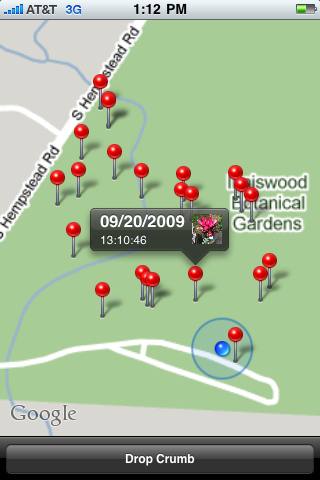 AT&T 3G 1:12 PM
S Hempstead Rd
S Hempstead Rd
Inniswood
Botanical
Gardens
09/20/2009
13:10:46
Google
Drop Crumb